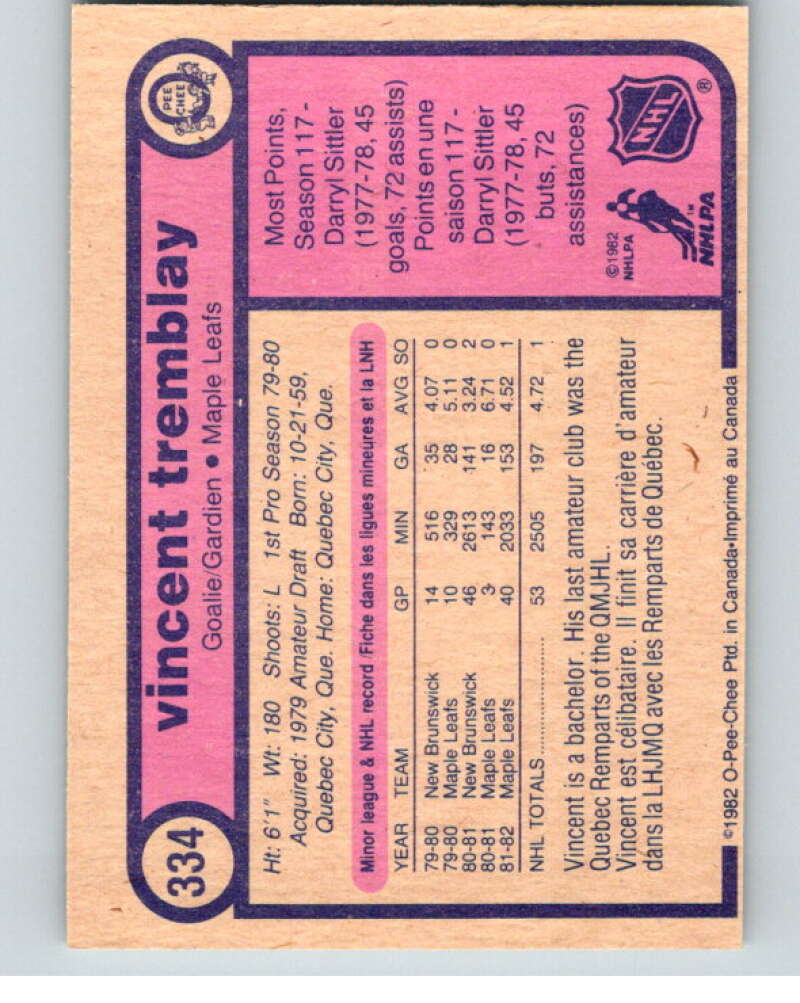 334
vincent tremblay
Goalie/Gardien • Maple Leafs
O
PEE
CHEE
Ht: 6'1" Wt: 180 Shoots: L 1st Pro Season 79-80
Acquired: 1979 Amateur Draft Born: 10-21-59,
Quebec City, Que. Home: Quebec City, Que.
Minor league & NHL record/Fiche dans les ligues mineures et la LNH
YEAR TEAM GP MIN GA AVG SO
79-80 New Brunswick 14 516 35 4.07 0
79-80 Maple Leafs 10 329 28 5.11 0
80-81 New Brunswick 46 2613 141 3.24 2
80-81 Maple Leafs 3 143 16 6.71 0
81-82 Maple Leafs 40 2033 153 4.52 1
NHL TOTALS.................... 53 2505 197 4.72 1
Vincent is a bachelor. His last amateur club was the
Quebec Remparts of the QMJHL.
Vincent est célibataire. Il finit sa carrière d'amateur
dans la LHJMQ avec les Remparts de Québec.
Most Points,
Season 117 -
Darryl Sittler
(1977-78, 45
goals, 72 assists)
Points en une
saison 117 -
Darryl Sittler
(1977-78, 45
buts, 72
assistances)
©1982
NHLPA
NHLPA
TM
NHL
®
©1982 O-Pee-Chee Ptd. in Canada•Imprimé au Canada